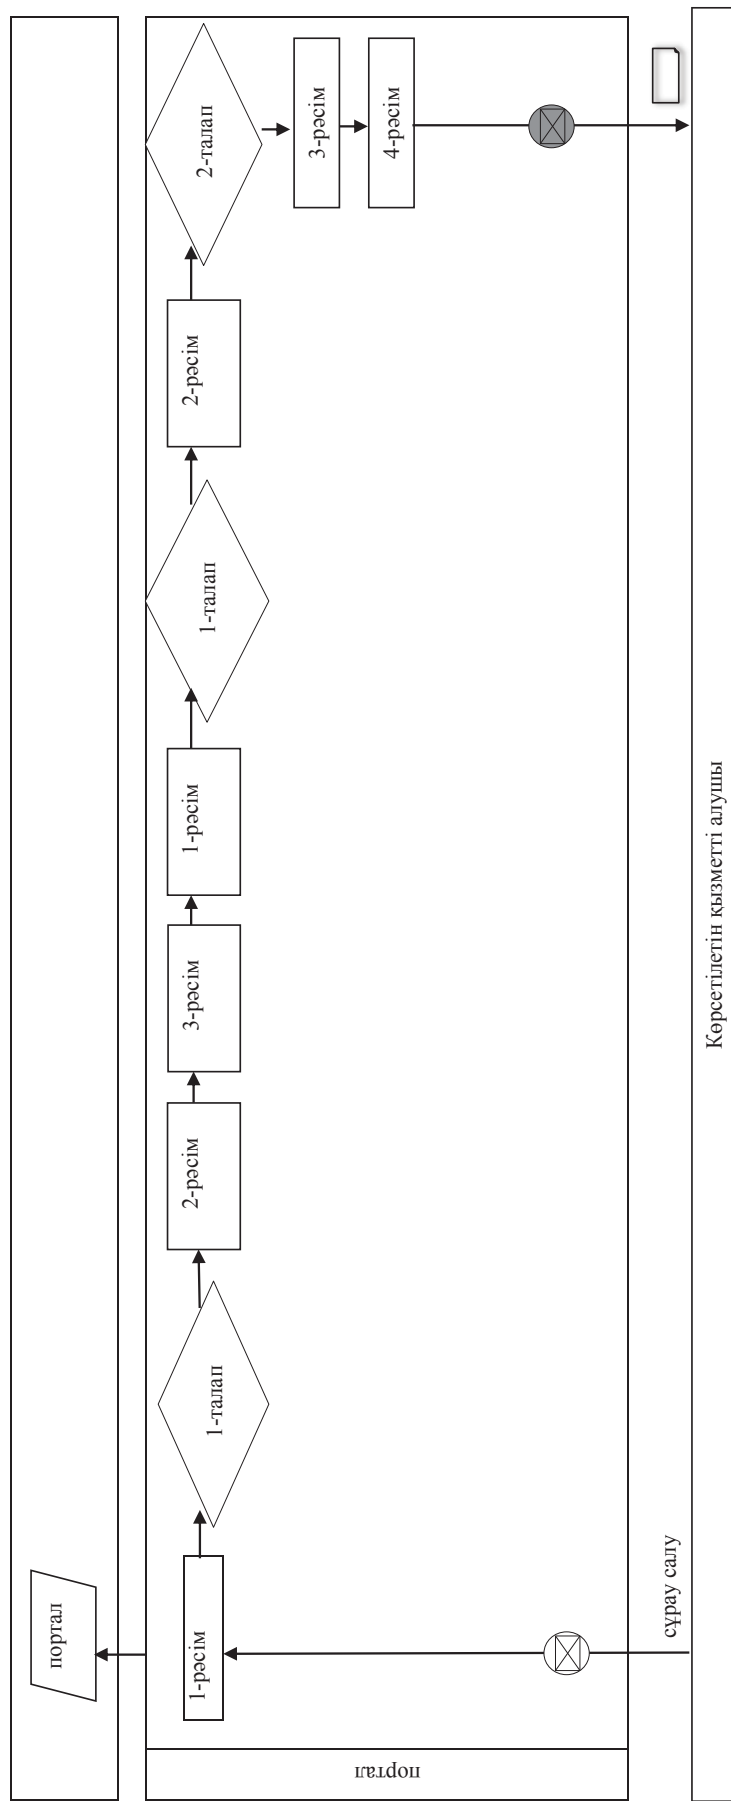 портал
портал
1-рәсім
1-талап
2-рәсім
3-рәсім
1-рәсім
1-талап
2-рәсім
2-талап
3-рәсім
4-рәсім
сұрау салу
Көрсетілетін қызметті алушы